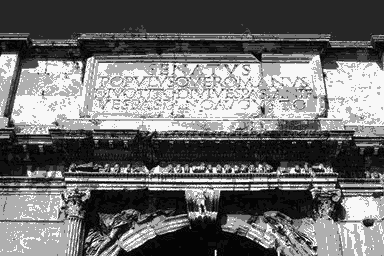 SENATVS
POPVLVSQVEROMANVS
DIVOTITODIVIVESPASIANIF
VESPASIANOAVGVSTO